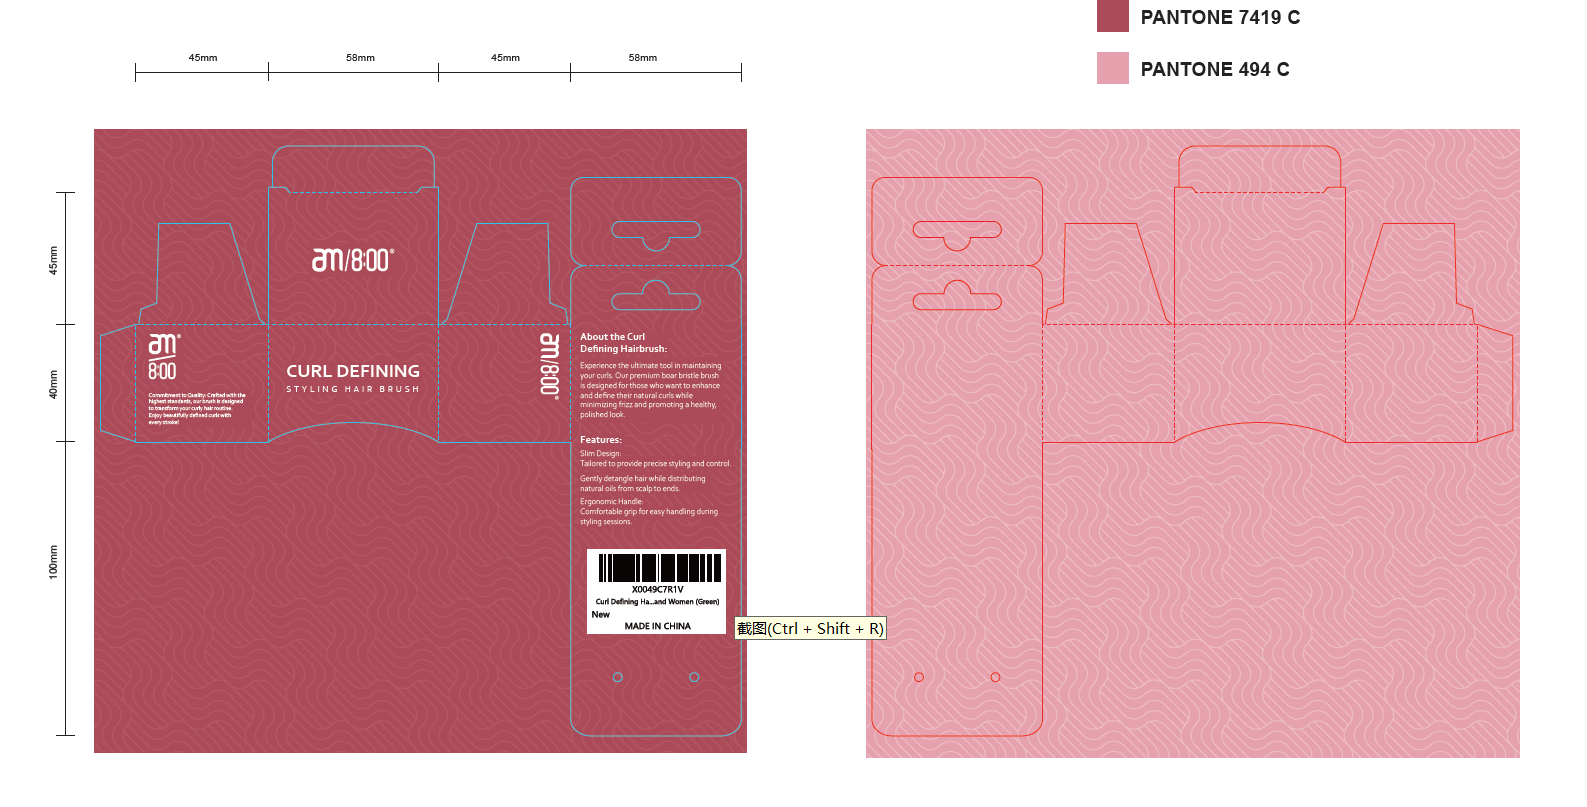 PANTONE 7419 C
PANTONE 494 C
45mm
58mm
45mm
58mm
45mm
40mm
100mm
am/8:00®
am®
8:00
Commitment to Quality: Crafted with the
highest standards, our brush is designed
to transform your curly hair routine.
Enjoy beautifully defined curls with
every stroke!
CURL DEFINING
STYLING HAIR BRUSH
am/8:00®
About the Curl
Defining Hairbrush:
Experience the ultimate tool in maintaining
your curls. Our premium boar bristle brush
is designed for those who want to enhance
and define their natural curls while
minimizing frizz and promoting a healthy,
polished look.
Features:
Slim Design:
Tailored to provide precise styling and control.
Gently detangle hair while distributing
natural oils from scalp to ends.
Ergonomic Handle:
Comfortable grip for easy handling during
styling sessions.
X0049C7R1V
Curl Defining Ha...and Women (Green)
New
MADE IN CHINA
截图(Ctrl + Shift + R)